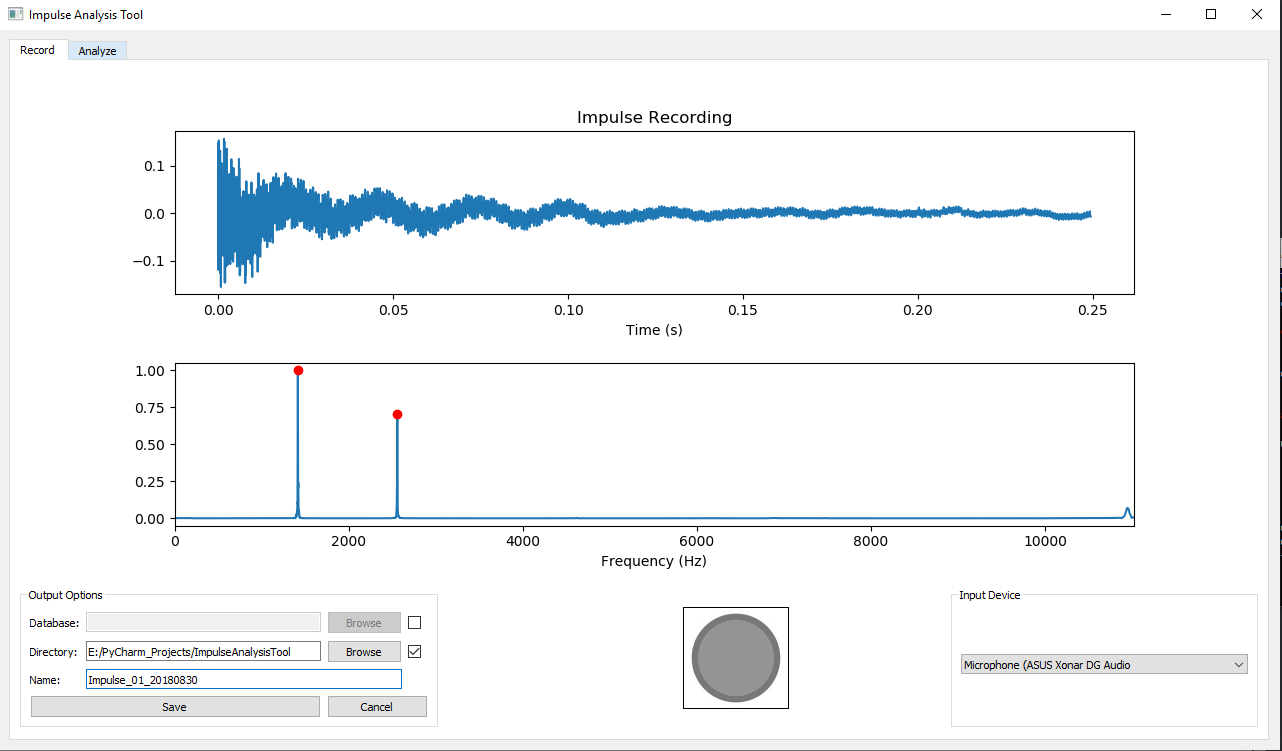 Impulse Analysis Tool
Record Analyze
Impulse Recording
0.1
0.0
−0.1
0.00 0.05 0.10 0.15 0.20 0.25
Time (s)
1.00
0.75
0.50
0.25
0.00
0 2000 4000 6000 8000 10000
Frequency (Hz)
Output Options
Database: Browse
Directory: E:/PyCharm_Projects/ImpulseAnalysisTool Browse
Name: Impulse_01_20180830
Save Cancel
Input Device
Microphone (ASUS Xonar DG Audio